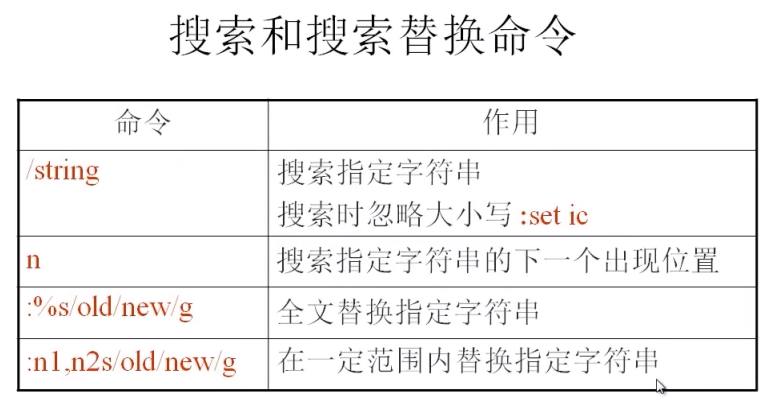 搜索和搜索替换命令
命令 作用
/string 搜索指定字符串
搜索时忽略大小写 :set ic
n 搜索指定字符串的下一个出现位置
:%s/old/new/g 全文替换指定字符串
:n1,n2s/old/new/g 在一定范围内替换指定字符串